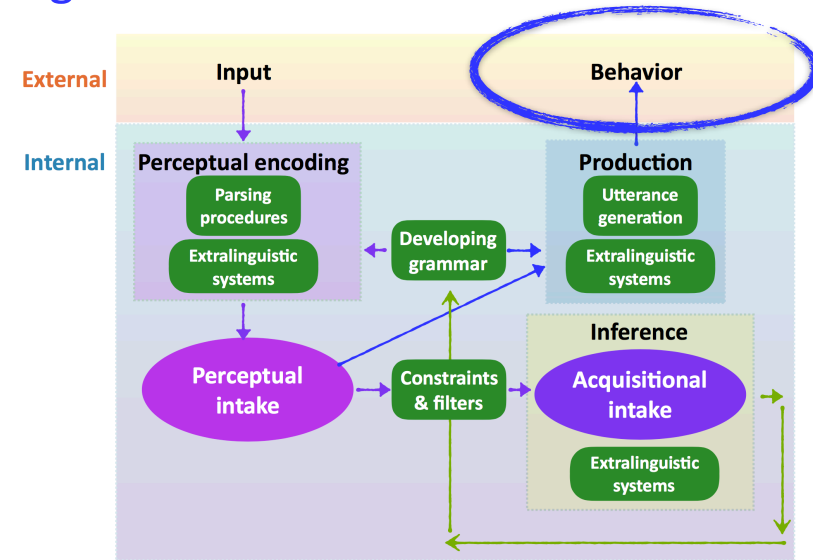 External
Input
Behavior
Internal
Perceptual encoding
Parsing
procedures
Extralinguistic
systems
Developing
grammar
Production
Utterance
generation
Extralinguistic
systems
Perceptual
intake
Constraints
& filters
Inference
Acquisitional
intake
Extralinguistic
systems